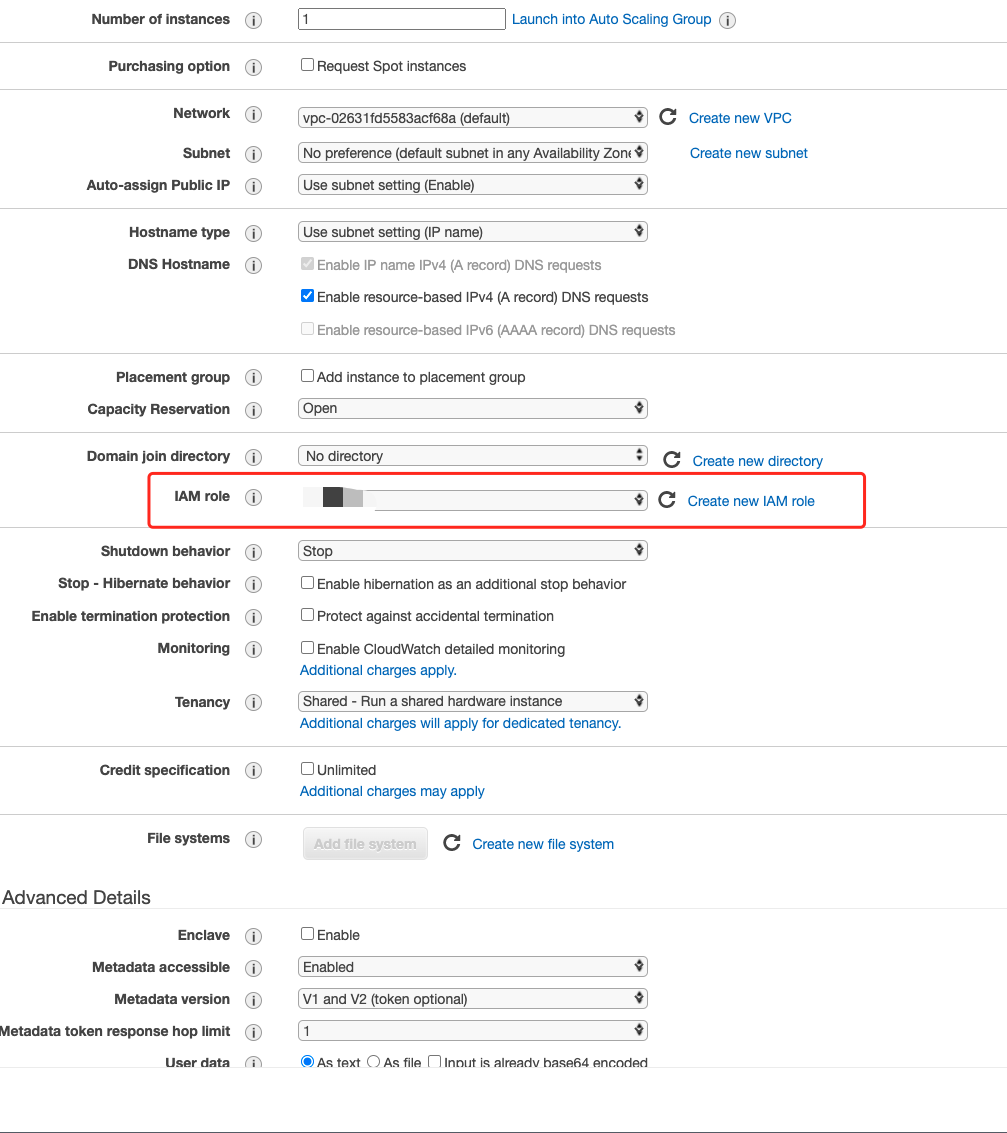 Number of instances 1 Launch into Auto Scaling Group
Purchasing option Request Spot instances
Network vpc-02631fd5583acf68a (default) Create new VPC
Subnet No preference (default subnet in any Availability Zone Create new subnet
Auto-assign Public IP Use subnet setting (Enable)
Hostname type Use subnet setting (IP name)
DNS Hostname Enable IP name IPv4 (A record) DNS requests
Enable resource-based IPv4 (A record) DNS requests
Enable resource-based IPv6 (AAAA record) DNS requests
Placement group Add instance to placement group
Capacity Reservation Open
Domain join directory No directory Create new directory
IAM role Create new IAM role
Shutdown behavior Stop
Stop - Hibernate behavior Enable hibernation as an additional stop behavior
Enable termination protection Protect against accidental termination
Monitoring Enable CloudWatch detailed monitoring
Additional charges apply.
Tenancy Shared - Run a shared hardware instance
Additional charges will apply for dedicated tenancy.
Credit specification Unlimited
Additional charges may apply
File systems Add file system Create new file system
Advanced Details
Enclave Enable
Metadata accessible Enabled
Metadata version V1 and V2 (token optional)
Metadata token response hop limit 1
User data As text As file Input is already base64 encoded